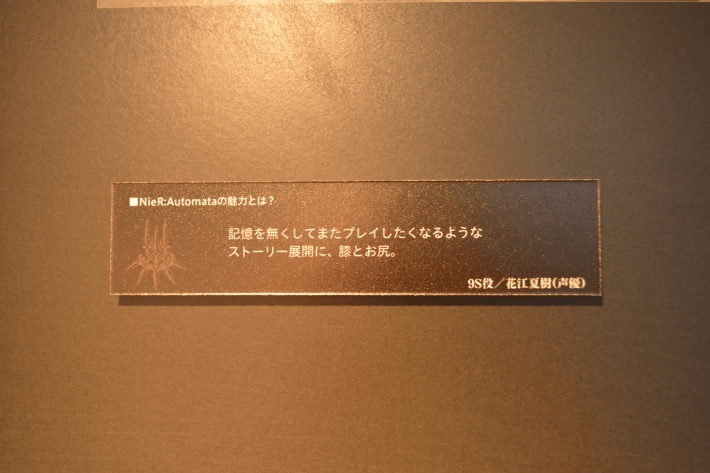 ■NieR:Automataの魅力とは？
記憶を無くしてまたプレイしたくなるような
ストーリー展開に、膝とお尻。
9S役／花江夏樹(声優)